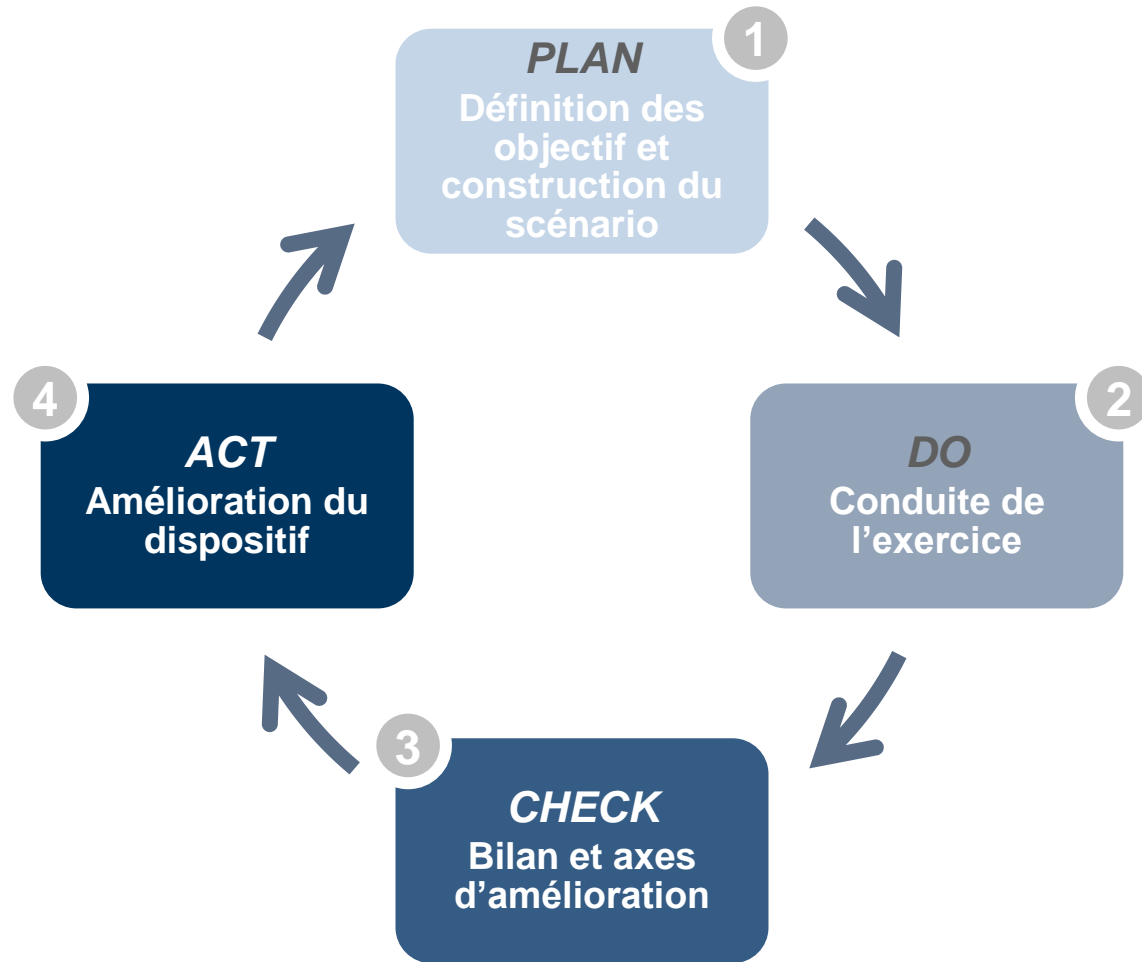 1
PLAN
Définition des
objectif et
construction du
scénario
2
DO
Conduite de
l’exercice
3
CHECK
Bilan et axes
d’amélioration
4
ACT
Amélioration du
dispositif